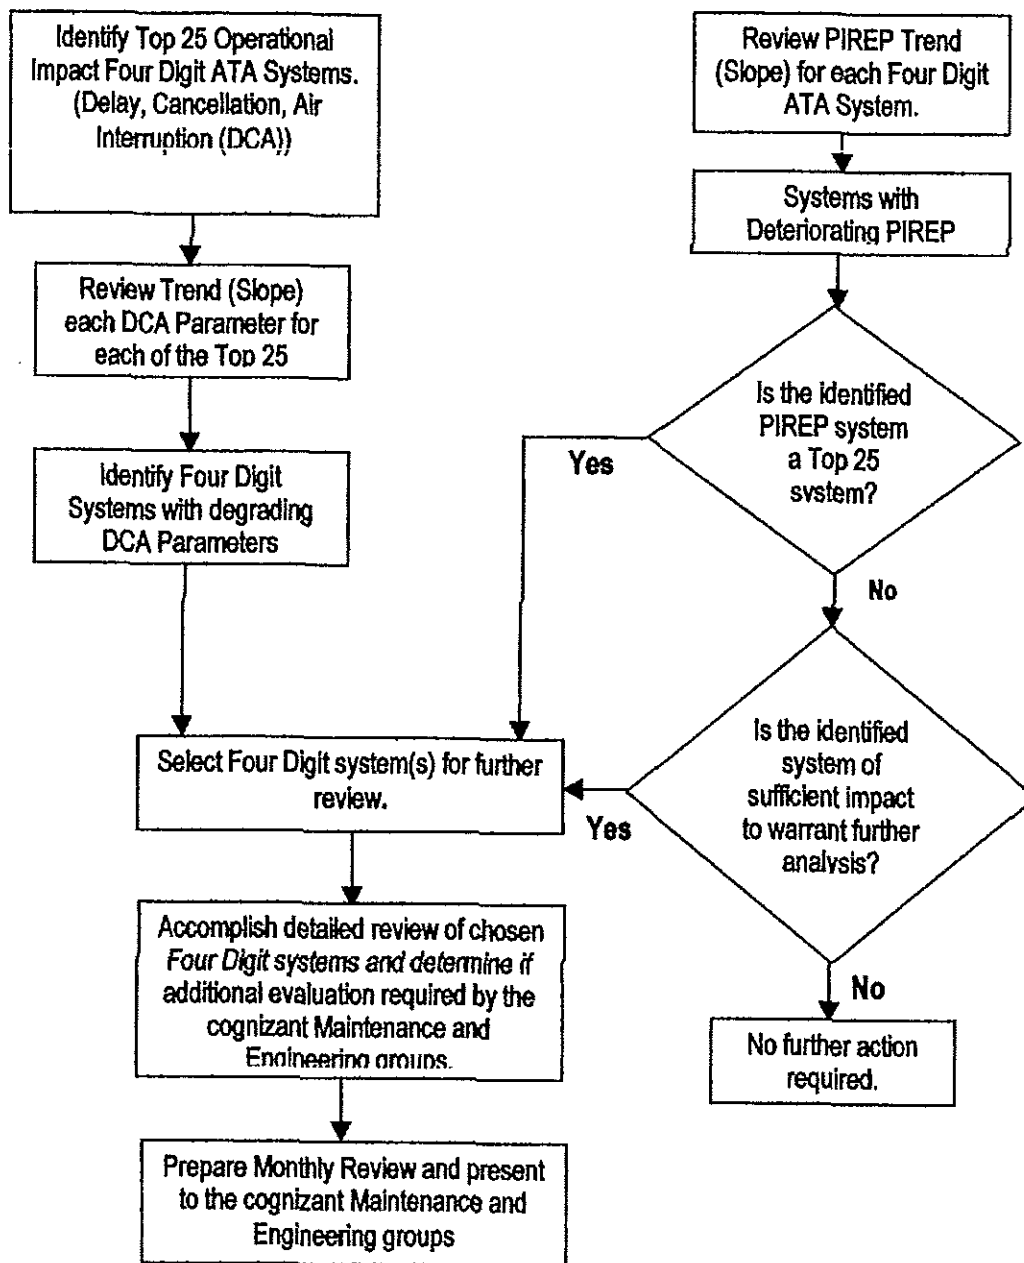 Identify Top 25 Operational
Impact Four Digit ATA Systems.
(Delay, Cancellation, Air
Interruption (DCA))
Review Trend (Slope)
each DCA Parameter for
each of the Top 25
Identify Four Digit
Systems with degrading
DCA Parameters
Review PIREP Trend
(Slope) for each Four Digit
ATA System.
Systems with
Deteriorating PIREP
Is the identified
PIREP system
a Top 25
system?
Yes
No
Is the identified
system of
sufficient impact
to warrant further
analysis?
Yes
No
No further action
required.
Select Four Digit system(s) for further
review.
Accomplish detailed review of chosen
Four Digit systems and determine if
additional evaluation required by the
cognizant Maintenance and
Engineering groups.
Prepare Monthly Review and present
to the cognizant Maintenance and
Engineering groups